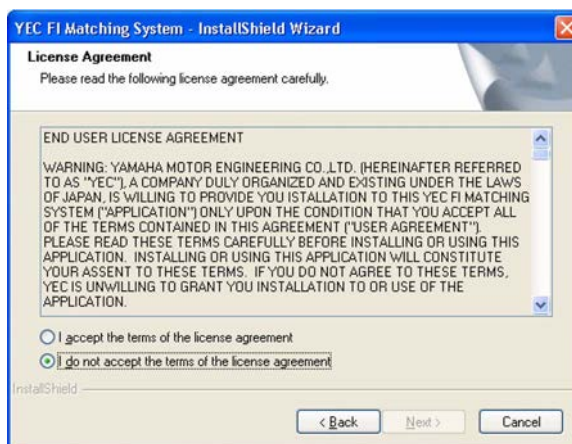 YEC FI Matching System - InstallShield Wizard
License Agreement
Please read the following license agreement carefully.
END USER LICENSE AGREEMENT
WARNING: YAMAHA MOTOR ENGINEERING CO.,LTD. (HEREINAFTER REFERRED
TO AS "YEC"), A COMPANY DULY ORGANIZED AND EXISTING UNDER THE LAWS
OF JAPAN, IS WILLING TO PROVIDE YOU ISTALLATION TO THIS YEC FI MATCHING
SYSTEM ("APPLICATION") ONLY UPON THE CONDITION THAT YOU ACCEPT ALL
OF THE TERMS CONTAINED IN THIS AGREEMENT ("USER AGREEMENT").
PLEASE READ THESE TERMS CAREFULLY BEFORE INSTALLING OR USING THIS
APPLICATION. INSTALLING OR USING THIS APPLICATION WILL CONSTITUTE
YOUR ASSENT TO THESE TERMS. IF YOU DO NOT AGREE TO THESE TERMS,
YEC IS UNWILLING TO GRANT YOU INSTALLATION TO OR USE OF THE
APPLICATION.
I accept the terms of the license agreement
I do not accept the terms of the license agreement
InstallShield
< Back
Next >
Cancel